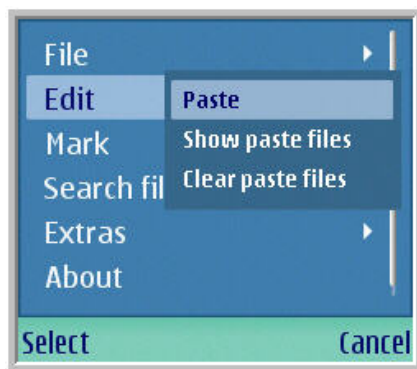 File
Edit
Mark
Search fil
Extras
About
Paste
Show paste files
Clear paste files
Select
Cancel